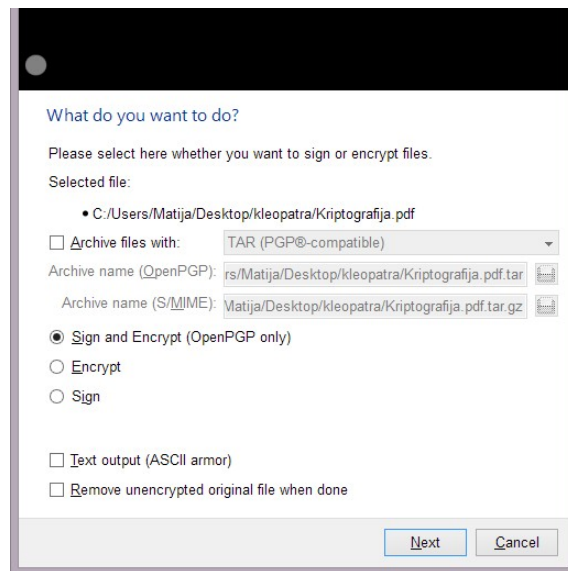 What do you want to do?
Please select here whether you want to sign or encrypt files.
Selected file:
• C:/Users/Matija/Desktop/kleopatra/Kriptografija.pdf
Archive files with: TAR (PGP®-compatible)
Archive name (OpenPGP): rs/Matija/Desktop/kleopatra/Kriptografija.pdf.tar
Archive name (S/MIME): Matija/Desktop/kleopatra/Kriptografija.pdf.tar.gz
Sign and Encrypt (OpenPGP only)
Encrypt
Sign
Text output (ASCII armor)
Remove unencrypted original file when done
Next Cancel